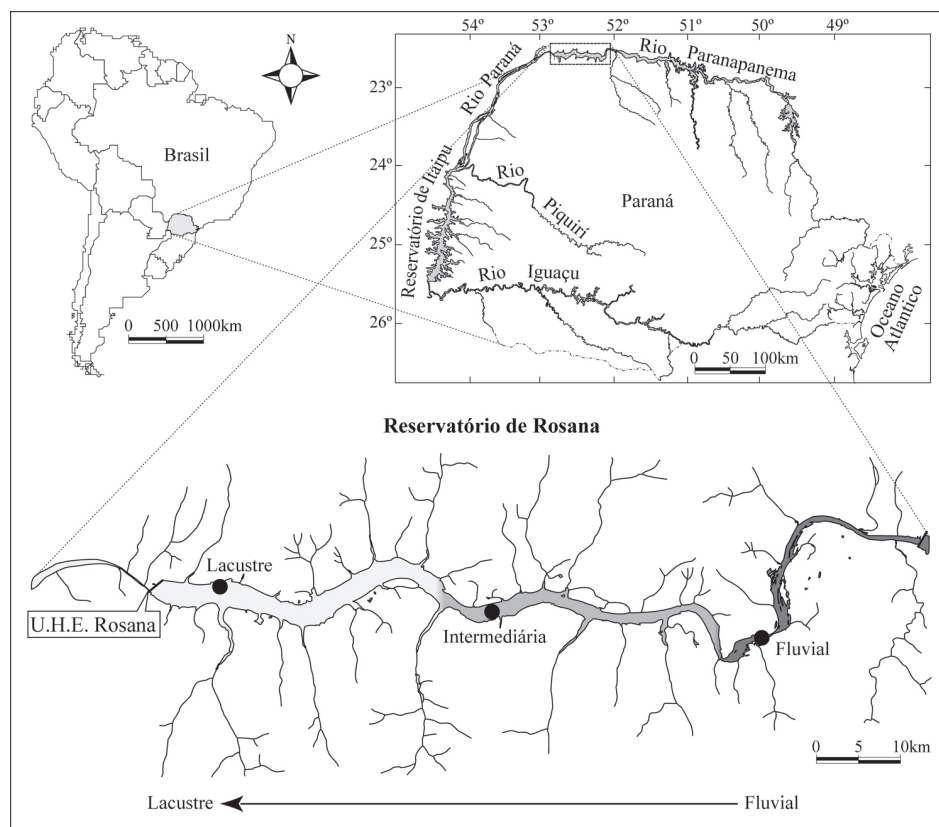 N
Brasil
0 500 1000km
54º 53º 52º 51º 50º 49º
23º
24º
25º
26º
Rio Paraná
Rio Paranapanema
Reservatório de Itaipu
Rio Piquirí
Paraná
Rio Iguaçu
Oceano
Atlantico
0 50 100km
Reservatório de Rosana
Lacustre
U.H.E. Rosana
Intermediária
Fluvial
0 5 10km
Lacustre Fluvial